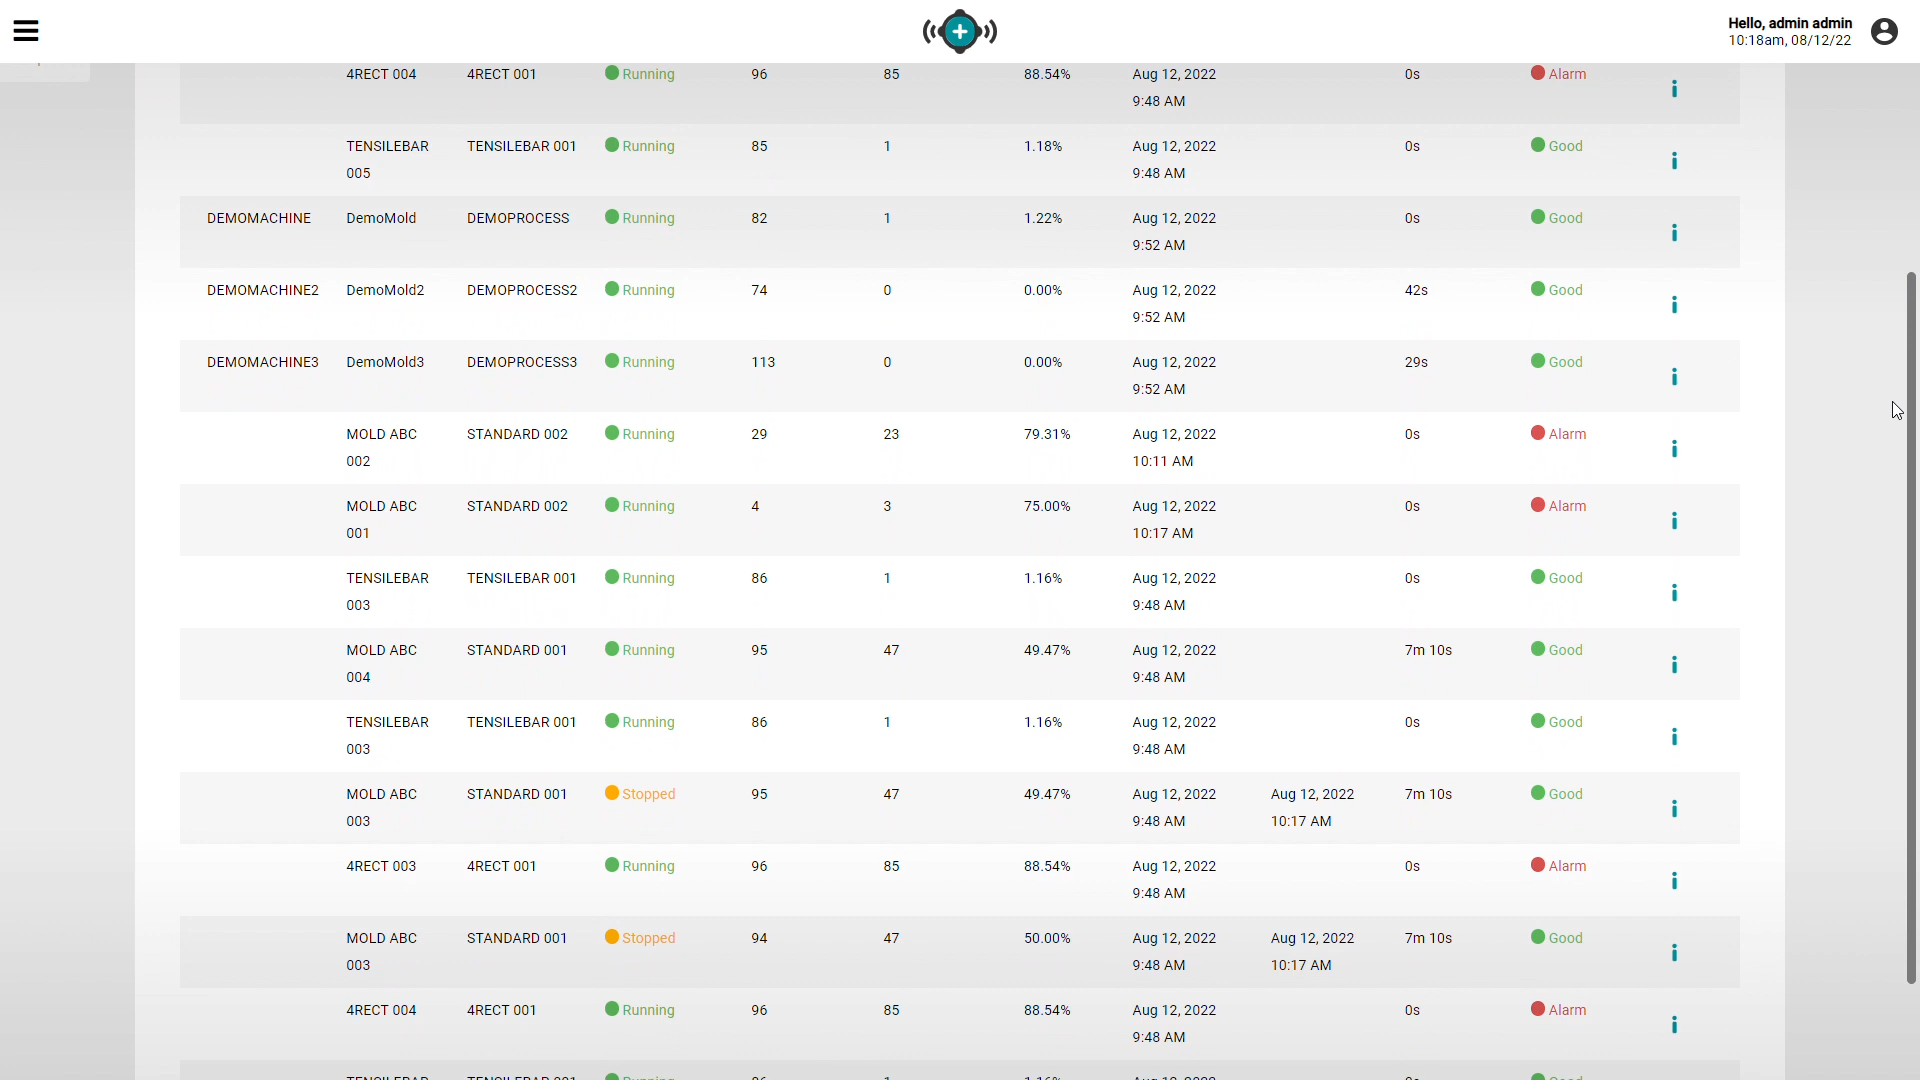 Hello, admin admin
10:18am, 08/12/22
4RECT 004 4RECT 001 Running 96 85 88.54% Aug 12, 2022 0s Alarm
9:48 AM
TENSILEBAR TENSILEBAR 001 Running 85 1 1.18% Aug 12, 2022 0s Good
005 9:48 AM
DEMOMACHINE DemoMold DEMOPROCESS Running 82 1 1.22% Aug 12, 2022 0s Good
9:52 AM
DEMOMACHINE2 DemoMold2 DEMOPROCESS2 Running 74 0 0.00% Aug 12, 2022 42s Good
9:52 AM
DEMOMACHINE3 DemoMold3 DEMOPROCESS3 Running 113 0 0.00% Aug 12, 2022 29s Good
9:52 AM
MOLD ABC STANDARD 002 Running 29 23 79.31% Aug 12, 2022 0s Alarm
002 10:11 AM
MOLD ABC STANDARD 002 Running 4 3 75.00% Aug 12, 2022 0s Alarm
001 10:17 AM
TENSILEBAR TENSILEBAR 001 Running 86 1 1.16% Aug 12, 2022 0s Good
003 9:48 AM
MOLD ABC STANDARD 001 Running 95 47 49.47% Aug 12, 2022 7m 10s Good
004 9:48 AM
TENSILEBAR TENSILEBAR 001 Running 86 1 1.16% Aug 12, 2022 0s Good
003 9:48 AM
MOLD ABC STANDARD 001 Stopped 95 47 49.47% Aug 12, 2022 Aug 12, 2022 7m 10s Good
003 9:48 AM 10:17 AM
4RECT 003 4RECT 001 Running 96 85 88.54% Aug 12, 2022 0s Alarm
9:48 AM
MOLD ABC STANDARD 001 Stopped 94 47 50.00% Aug 12, 2022 Aug 12, 2022 7m 10s Good
003 9:48 AM 10:17 AM
4RECT 004 4RECT 001 Running 96 85 88.54% Aug 12, 2022 0s Alarm
9:48 AM